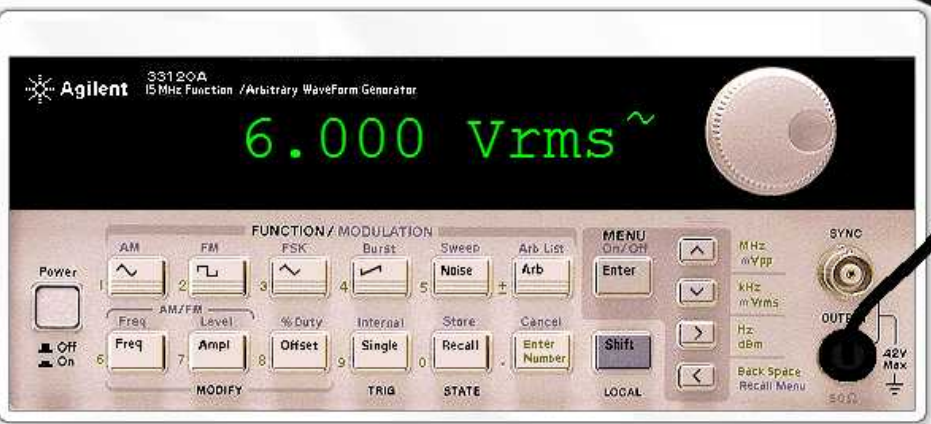 Agilent
33120A
15 MHz Function / Arbitrary Waveform Generator
6.000 Vrms~
FUNCTION / MODULATION
AM FM FSK Burst Sweep Arb List
MENU
On/Off
SYNC
Power
1 2 3 4 5 Noise ± Arb
Enter
MHz
mVpp
kHz
mVrms
AM/FM
Freq Level % Duty Internal Store Cancel
OUTPUT
Off
On
6 Freq 7 Ampl 8 Offset 9 Single 0 Recall . Enter Number
Shift
Hz
dBm
Back Space
Recall Menu
42V
Max
MODIFY TRIG STATE LOCAL
50Ω